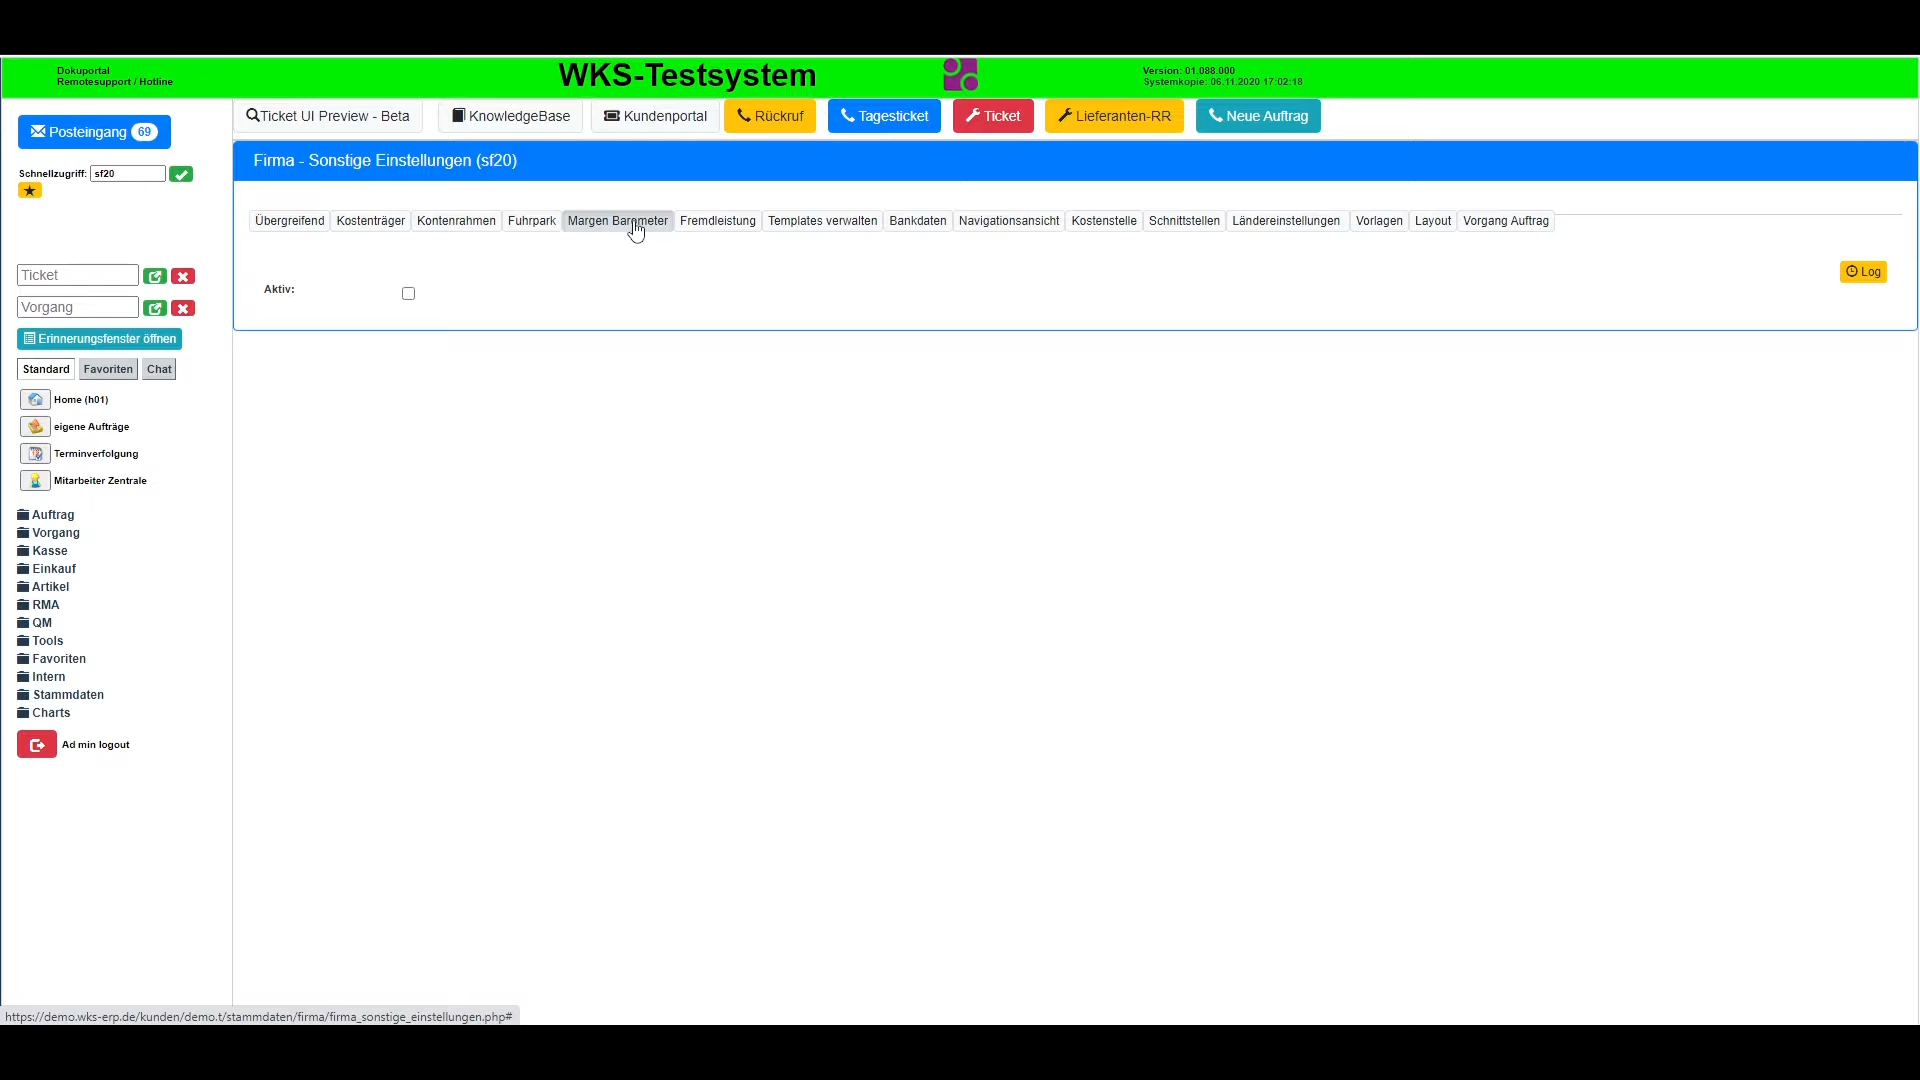 Dokuportal
Remotesupport / Hotline
WKS-Testsystem
Version: 01.088.000
Systemkopie: 06.11.2020 17:02:18
Posteingang 69
Ticket UI Preview - Beta
KnowledgeBase
Kundenportal
Rückruf
Tagesticket
Ticket
Lieferanten-RR
Neue Auftrag
Schnellzugriff: sf20
Firma - Sonstige Einstellungen (sf20)
Übergreifend
Kostenträger
Kontenrahmen
Fuhrpark
Margen Barometer
Fremdleistung
Templates verwalten
Bankdaten
Navigationsansicht
Kostenstelle
Schnittstellen
Ländereinstellungen
Vorlagen
Layout
Vorgang Auftrag
Log
Aktiv:
Ticket
Vorgang
Erinnerungsfenster öffnen
Standard
Favoriten
Chat
Home (h01)
eigene Aufträge
Terminverfolgung
Mitarbeiter Zentrale
Auftrag
Vorgang
Kasse
Einkauf
Artikel
RMA
QM
Tools
Favoriten
Intern
Stammdaten
Charts
Ad min logout
https://demo.wks-erp.de/kunden/demo.t/stammdaten/firma/firma_sonstige_einstellungen.php#